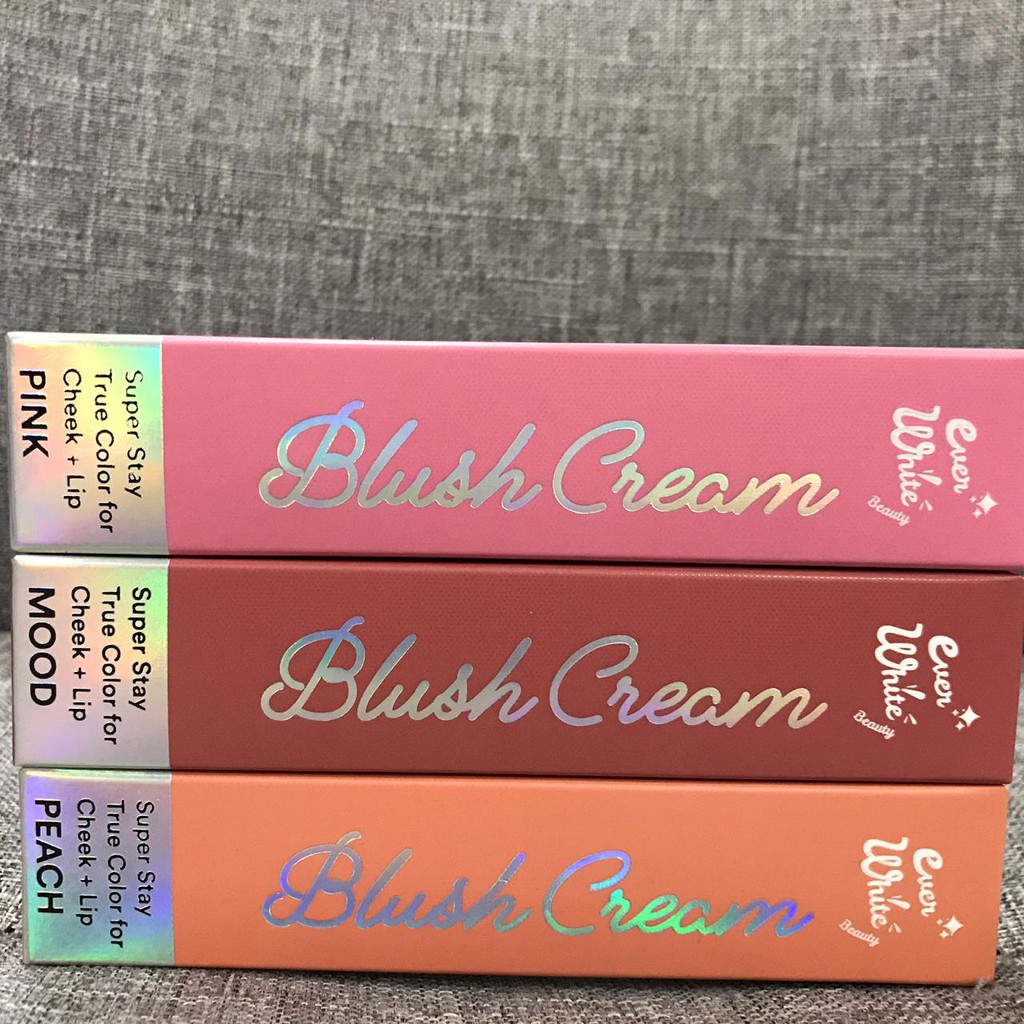 Super Stay
True Color for
Cheek + Lip
PINK
Blush Cream
Ever
White
Beauty
Super Stay
True Color for
Cheek + Lip
MOOD
Blush Cream
Ever
White
Beauty
Super Stay
True Color for
Cheek + Lip
PEACH
Blush Cream
Ever
White
Beauty